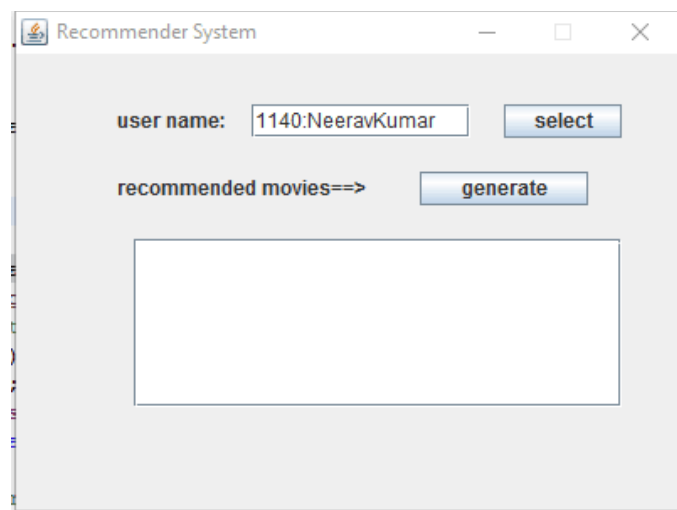 Recommender System
user name: 1140:NeeravKumar select
recommended movies==> generate